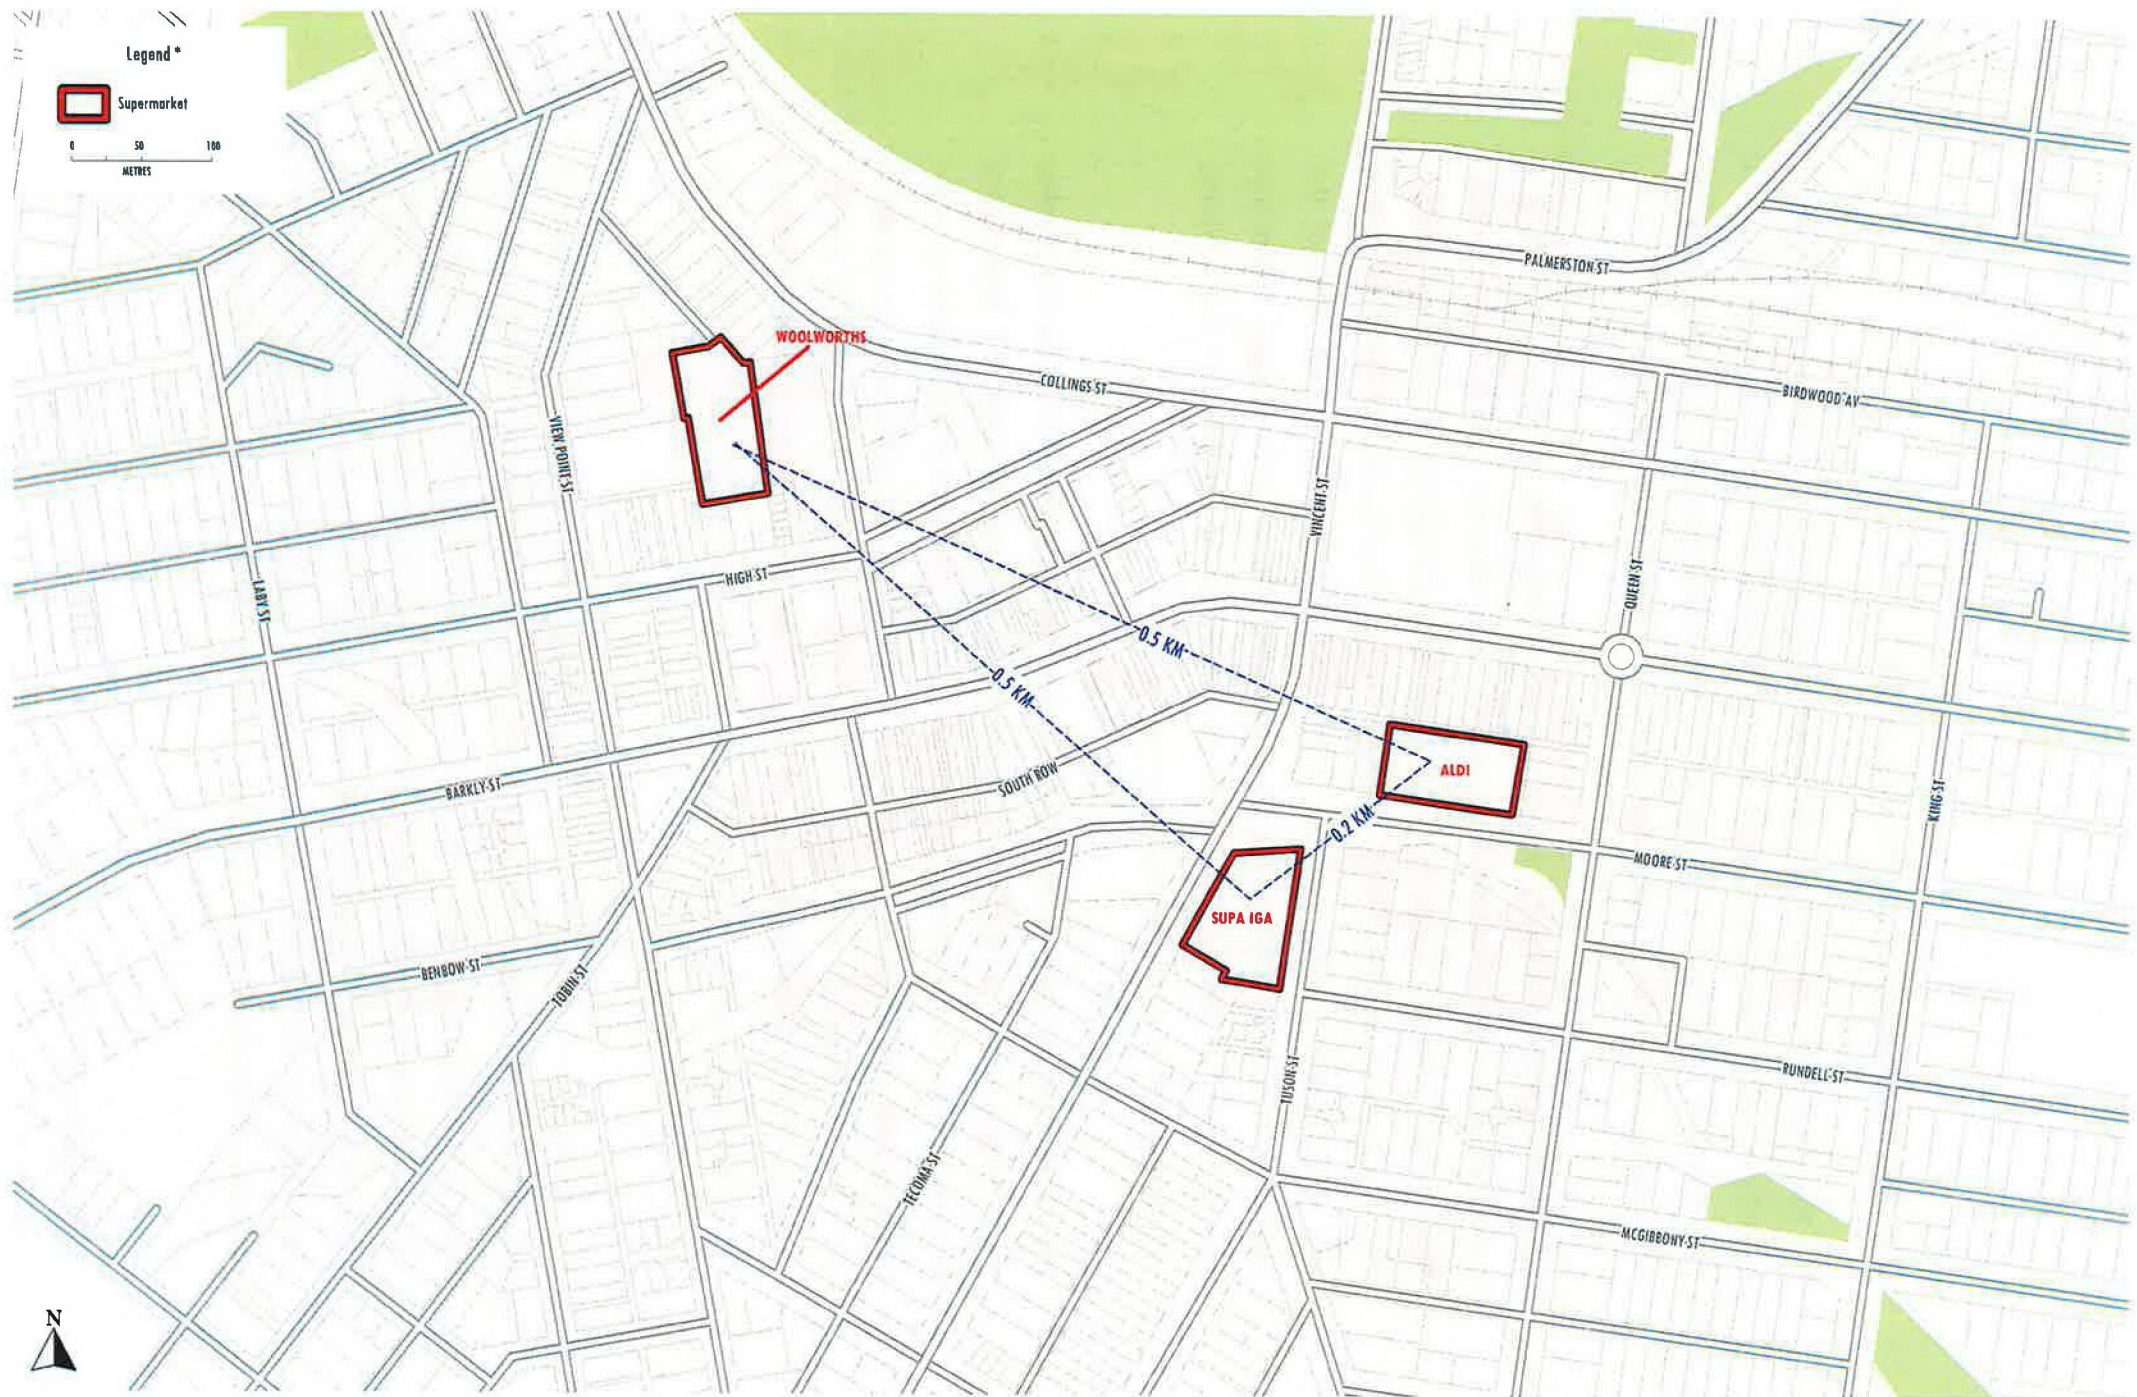 Legend *
Supermarket
0 50 100
METRES
PALMERSTON ST
WOOLWORTHS
COLLINGS ST
BIRDWOOD AV
VIEW POINT ST
VINCENT ST
HIGH ST
QUEEN ST
LABY ST
0.5 KM
0.5 KM
ALDI
SOUTH ROW
BARKLY ST
KING ST
0.2 KM
MOORE ST
SUPA IGA
BENBOW ST
TOBIN ST
RUNDELL ST
TUSON ST
TECOMA ST
MCGIBBONY ST
N